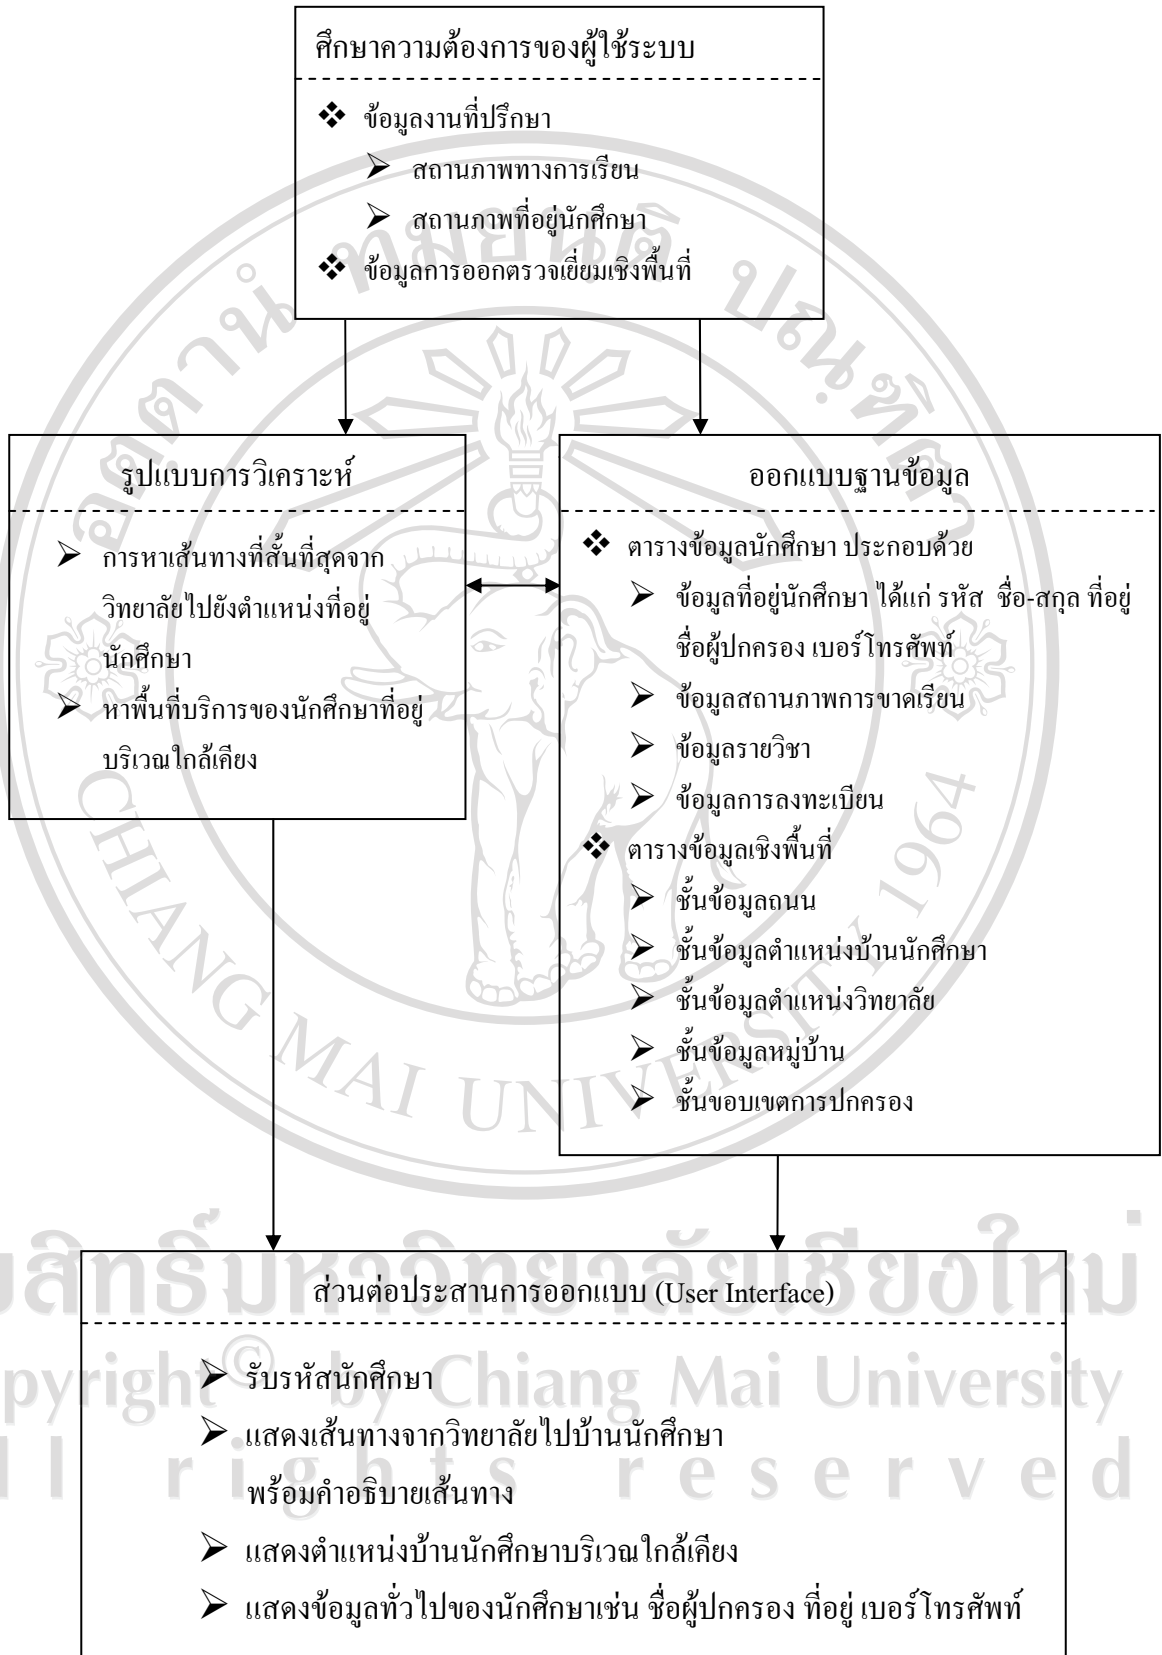 ศึกษาความต้องการของผู้ใช้ระบบ
❖ ข้อมูลงานที่ปรึกษา
➢ สถานภาพทางการเรียน
➢ สถานภาพที่อยู่นักศึกษา
❖ ข้อมูลการออกตรวจเยี่ยมเชิงพื้นที่
รูปแบบการวิเคราะห์
➢ การหาเส้นทางที่สั้นที่สุดจาก
วิทยาลัยไปยังตำแหน่งที่อยู่
นักศึกษา
➢ หาพื้นที่บริการของนักศึกษาที่อยู่
บริเวณใกล้เคียง
ออกแบบฐานข้อมูล
❖ ตารางข้อมูลนักศึกษา ประกอบด้วย
➢ ข้อมูลที่อยู่นักศึกษา ได้แก่ รหัส ชื่อ-สกุล ที่อยู่
ชื่อผู้ปกครอง เบอร์โทรศัพท์
➢ ข้อมูลสถานภาพการขาดเรียน
➢ ข้อมูลรายวิชา
➢ ข้อมูลการลงทะเบียน
❖ ตารางข้อมูลเชิงพื้นที่
➢ ชั้นข้อมูลถนน
➢ ชั้นข้อมูลตำแหน่งบ้านนักศึกษา
➢ ชั้นข้อมูลตำแหน่งวิทยาลัย
➢ ชั้นข้อมูลหมู่บ้าน
➢ ชั้นขอบเขตการปกครอง
ส่วนต่อประสานการออกแบบ (User Interface)
➢ รับรหัสนักศึกษา
➢ แสดงเส้นทางจากวิทยาลัยไปบ้านนักศึกษา
พร้อมคำอธิบายเส้นทาง
➢ แสดงตำแหน่งบ้านนักศึกษาบริเวณใกล้เคียง
➢ แสดงข้อมูลทั่วไปของนักศึกษาเช่น ชื่อผู้ปกครอง ที่อยู่ เบอร์โทรศัพท์
CHIANG MAI UNIVERSITY 1964
สิทธิ์มหาวิทยาลัยเชียงใหม่
pyright© by Chiang Mai University
rights reserved